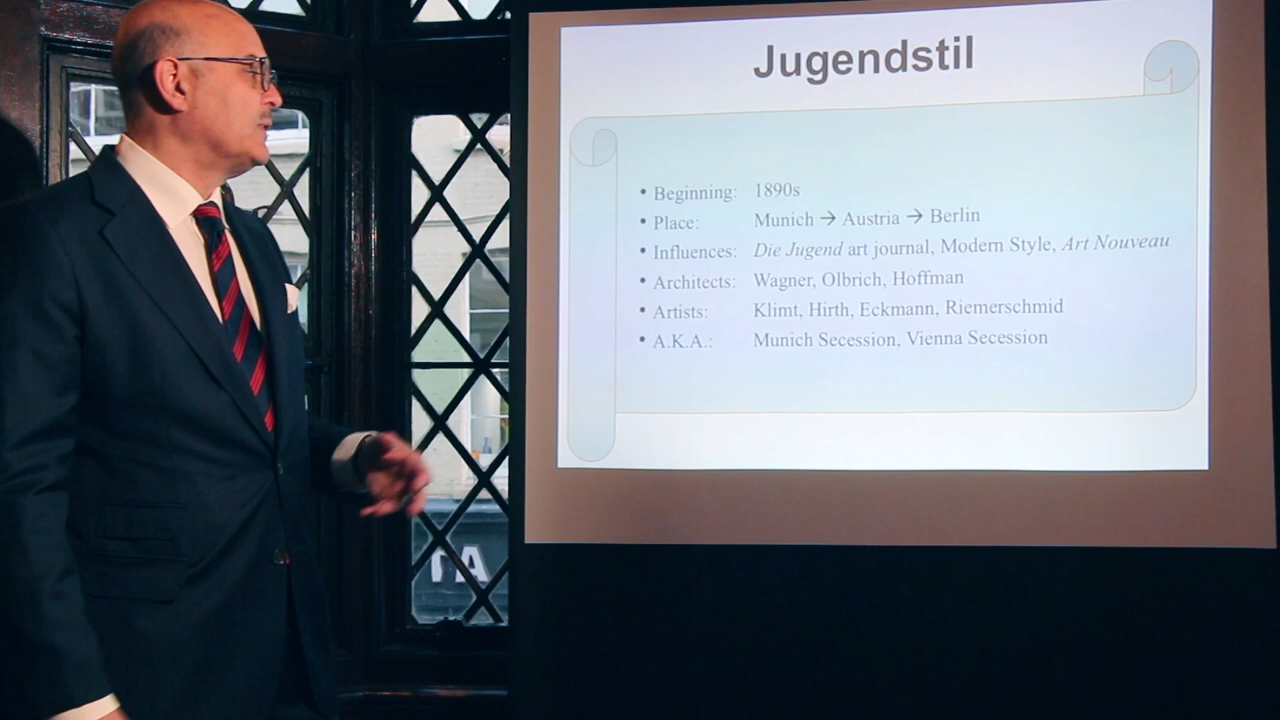 Jugendstil
• Beginning: 1890s
• Place: Munich → Austria → Berlin
• Influences: Die Jugend art journal, Modern Style, Art Nouveau
• Architects: Wagner, Olbrich, Hoffman
• Artists: Klimt, Hirth, Eckmann, Riemerschmid
• A.K.A.: Munich Secession, Vienna Secession